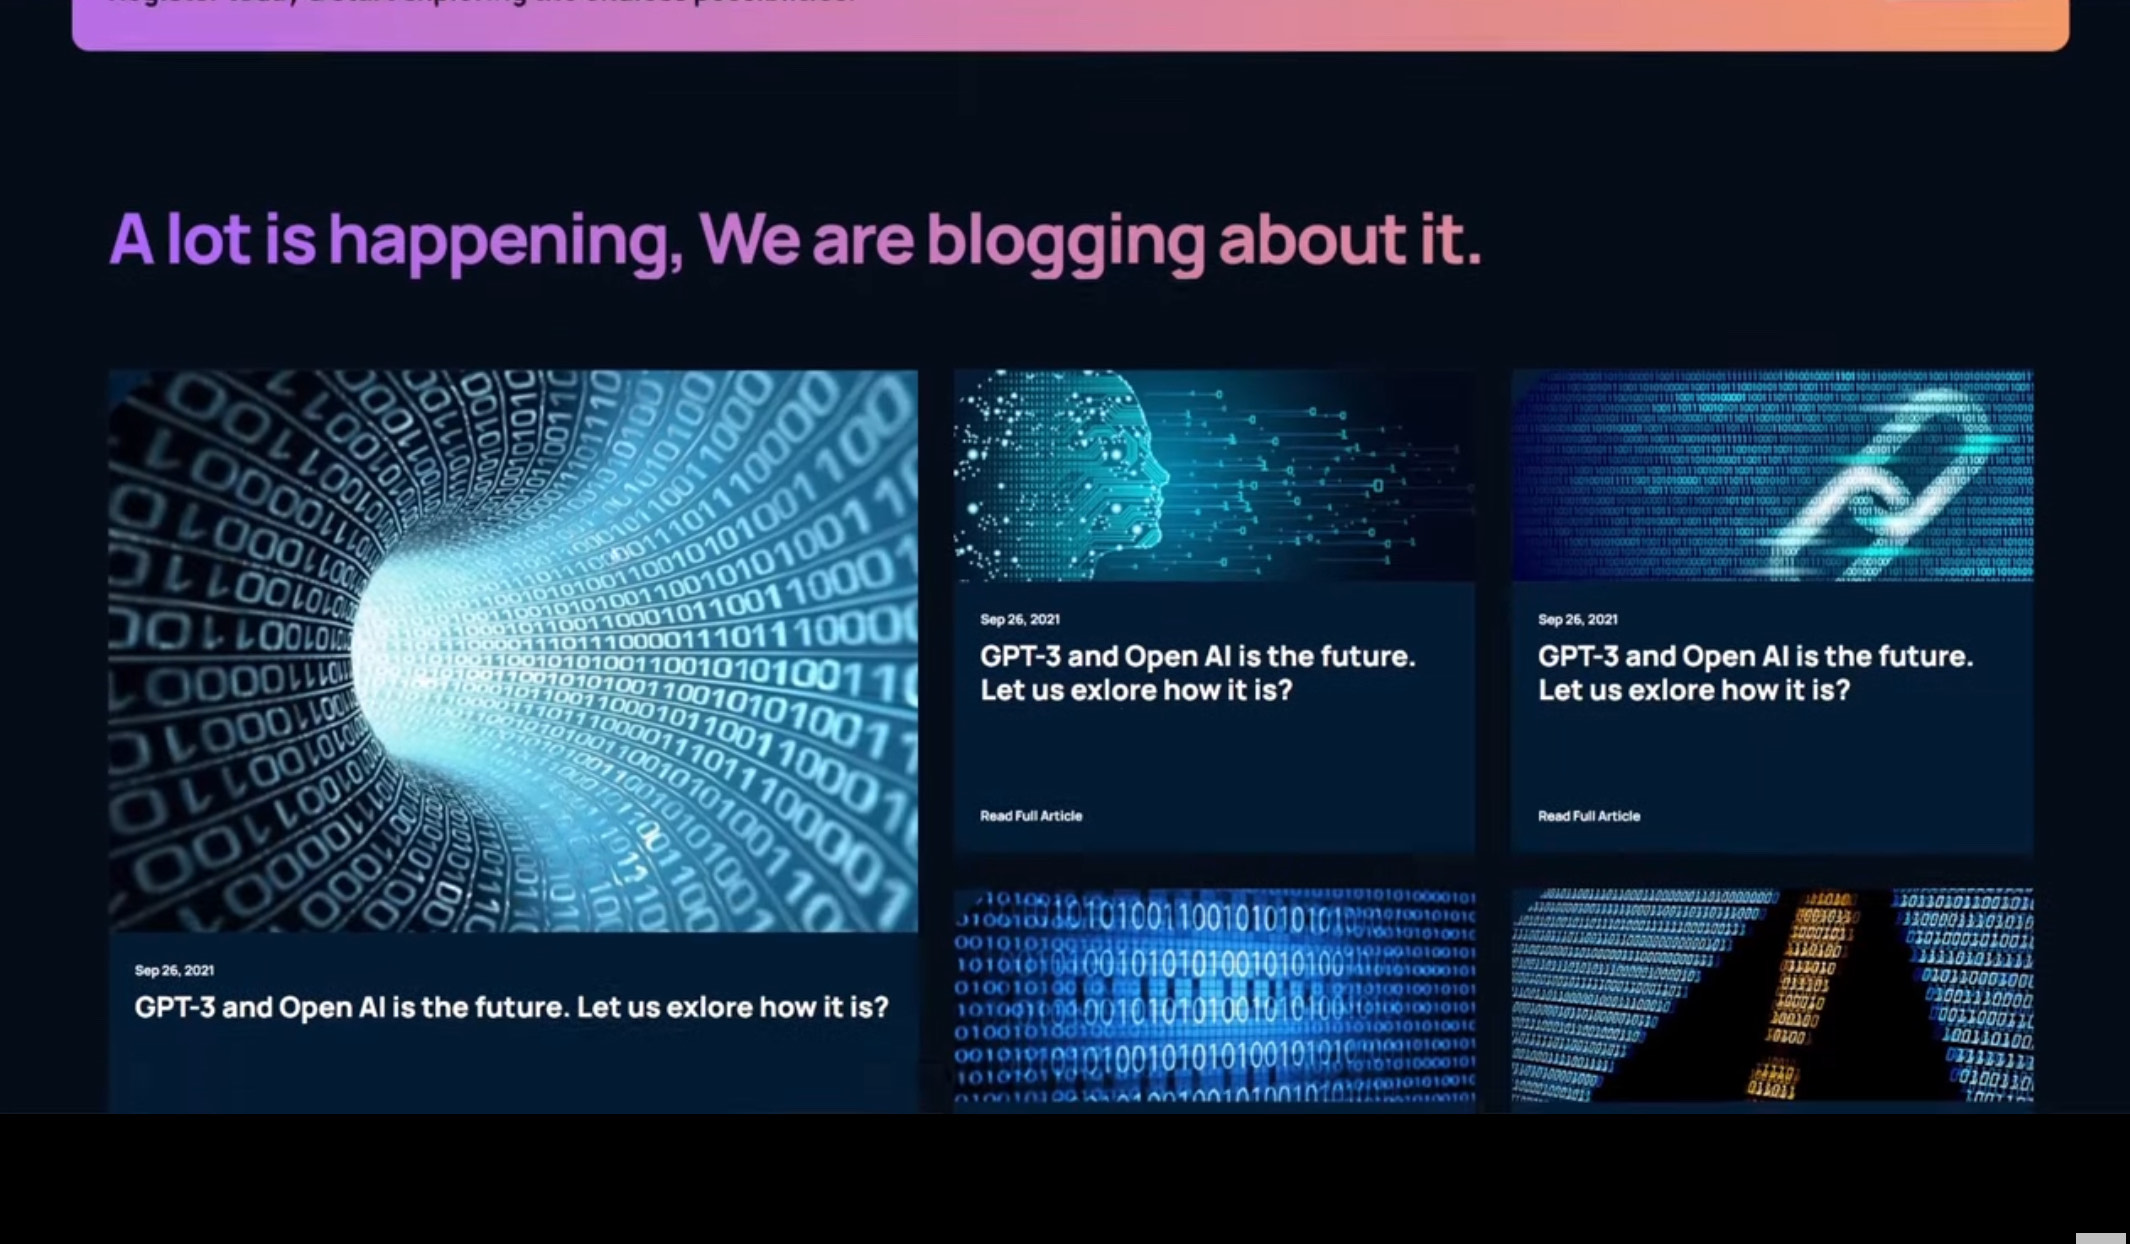 A lot is happening, We are blogging about it.
Sep 26, 2021
GPT-3 and Open AI is the future. Let us exlore how it is?
Sep 26, 2021
GPT-3 and Open AI is the future.
Let us exlore how it is?
Read Full Article
Sep 26, 2021
GPT-3 and Open AI is the future.
Let us exlore how it is?
Read Full Article